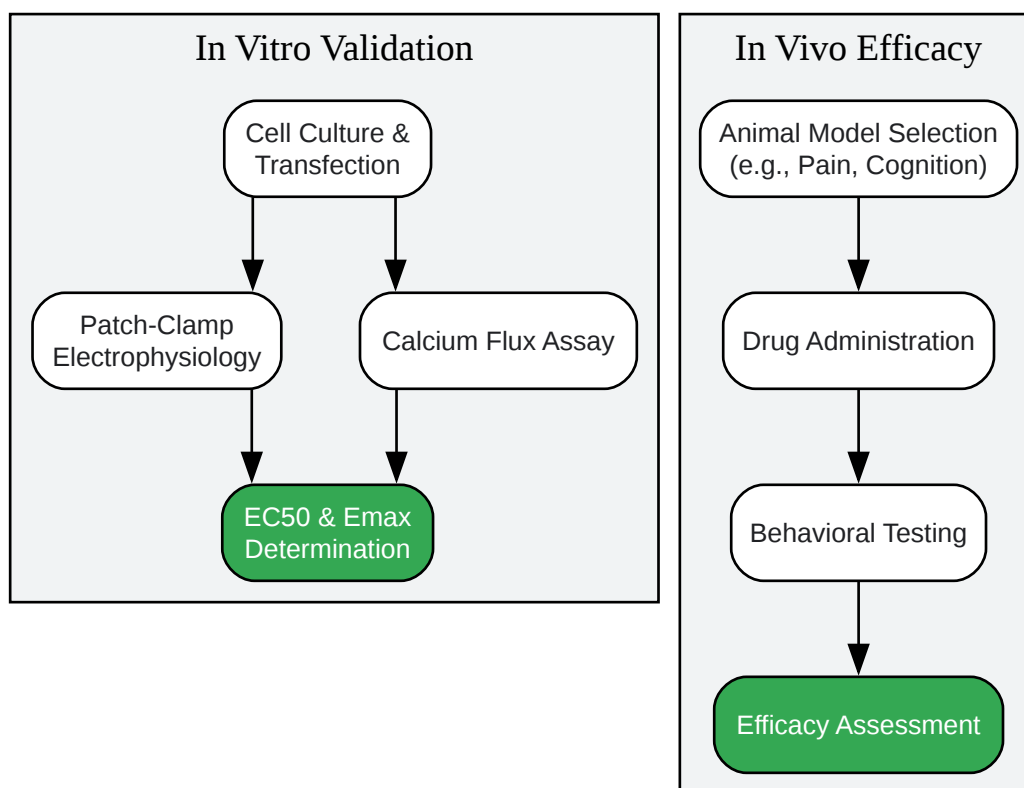 In Vitro Validation
Cell Culture &
Transfection
Patch-Clamp
Electrophysiology
Calcium Flux Assay
EC50 & Emax
Determination
In Vivo Efficacy
Animal Model Selection
(e.g., Pain, Cognition)
Drug Administration
Behavioral Testing
Efficacy Assessment